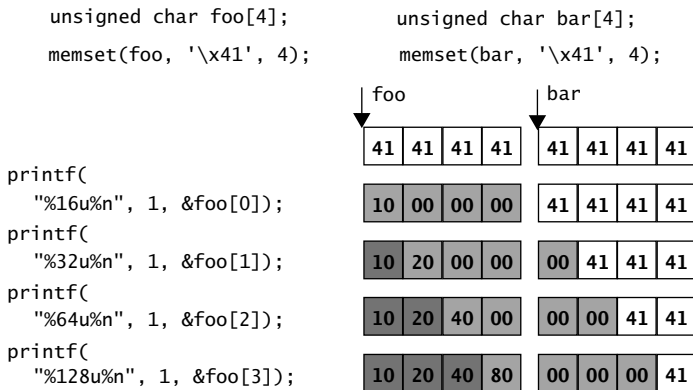 unsigned char foo[4]; unsigned char bar[4];
memset(foo, '\x41', 4); memset(bar, '\x41', 4);
foo bar
41 41 41 41 41 41 41 41
printf(
"%16u%n", 1, &foo[0]); 10 00 00 00 41 41 41 41
printf(
"%32u%n", 1, &foo[1]); 10 20 00 00 00 41 41 41
printf(
"%64u%n", 1, &foo[2]); 10 20 40 00 00 00 41 41
printf(
"%128u%n", 1, &foo[3]); 10 20 40 80 00 00 00 41